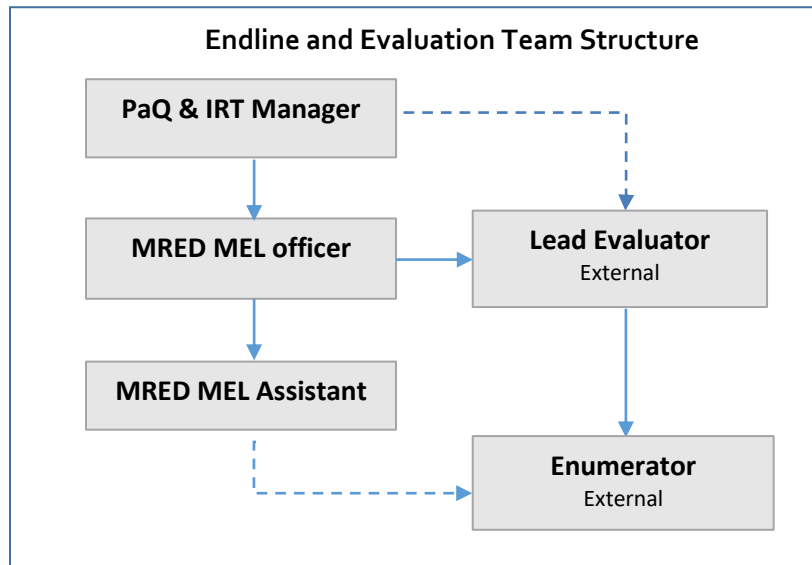 Endline and Evaluation Team Structure
PaQ & IRT Manager
MRED MEL officer
Lead Evaluator
External
MRED MEL Assistant
Enumerator
External